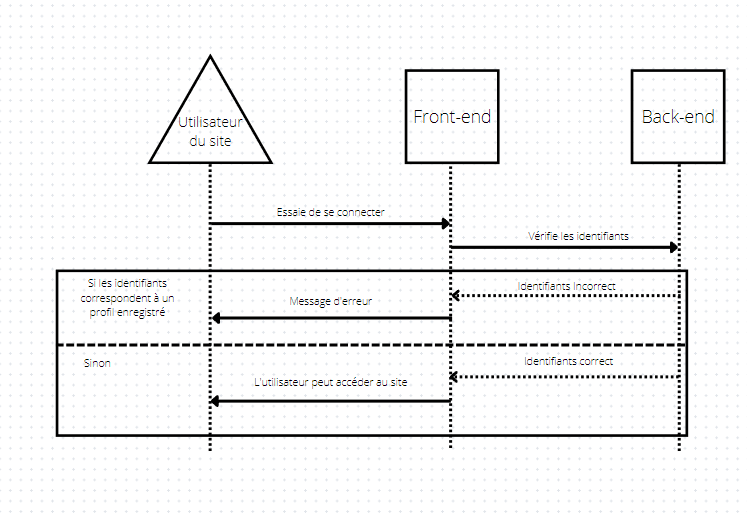 Utilisateur
du site
Front-end
Back-end
Essaie de se connecter
Vérifie les identifiants
Si les identifiants
correspondent à un
profil enregistré
Identifiants incorrect
Message d'erreur
Sinon
Identifiants correct
L'utilisateur peut accéder au site